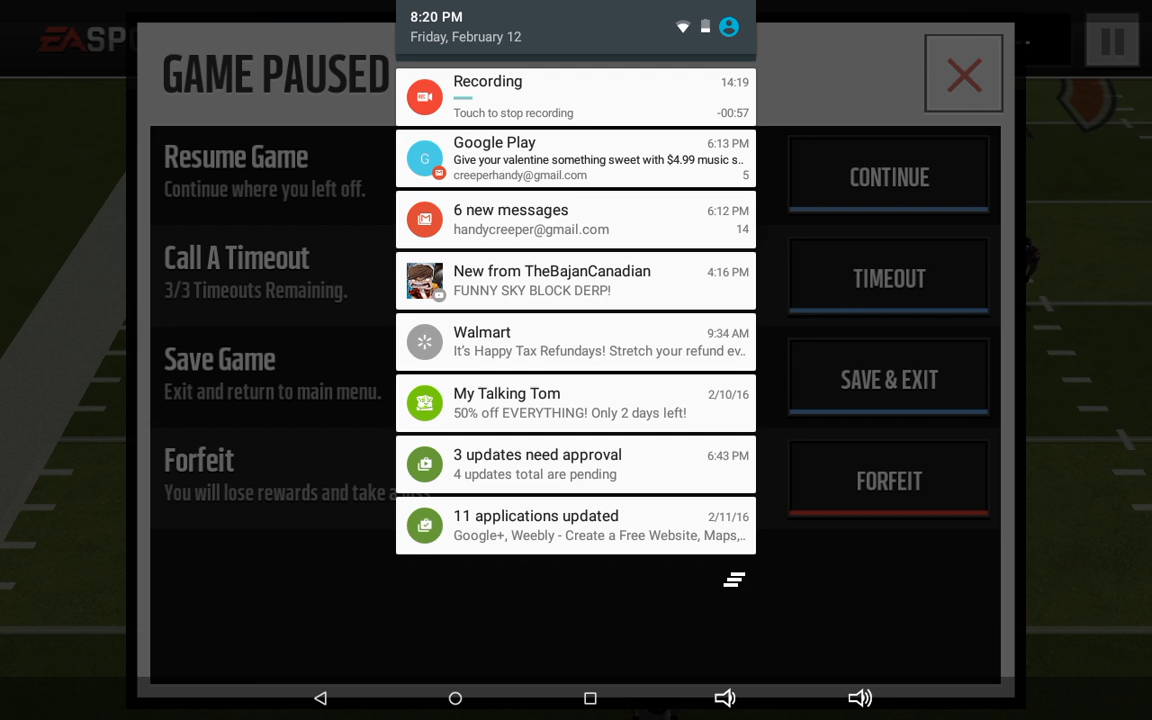 8:20 PM
Friday, February 12
EA SPO
GAME PAUSED
Recording
14:19
Touch to stop recording
-00:57
Google Play
6:13 PM
Give your valentine something sweet with $4.99 music s..
creeperhandy@gmail.com
5
6 new messages
6:12 PM
handycreeper@gmail.com
14
New from TheBajanCanadian
4:16 PM
FUNNY SKY BLOCK DERP!
Walmart
9:34 AM
It's Happy Tax Refundays! Stretch your refund ev..
My Talking Tom
2/10/16
50% off EVERYTHING! Only 2 days left!
3 updates need approval
6:43 PM
4 updates total are pending
11 applications updated
2/11/16
Google+, Weebly - Create a Free Website, Maps,..
Resume Game
Continue where you left off.
CONTINUE
Call A Timeout
3/3 Timeouts Remaining.
TIMEOUT
Save Game
Exit and return to main menu.
SAVE & EXIT
Forfeit
You will lose rewards and take a
FORFEIT